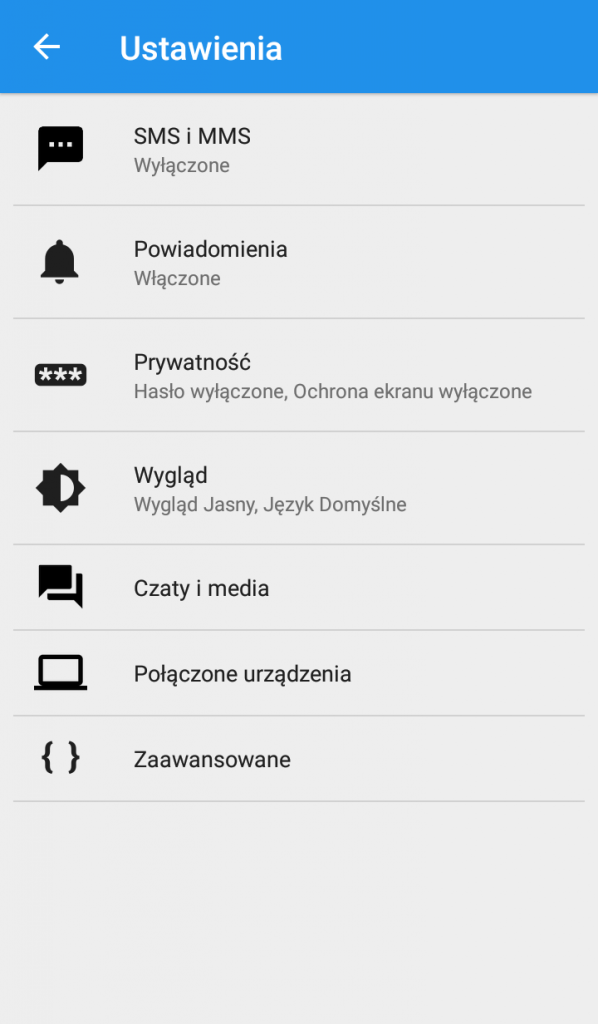 Ustawienia
SMS i MMS
Wyłączone
Powiadomienia
Włączone
Prywatność
Hasło wyłączone, Ochrona ekranu wyłączone
Wygląd
Wygląd Jasny, Język Domyślne
Czaty i media
Połączone urządzenia
Zaawansowane